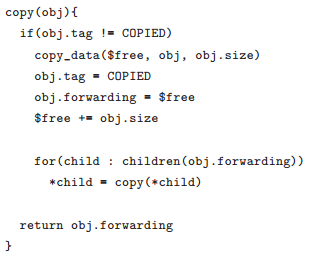 copy(obj){
  if(obj.tag != COPIED)
    copy_data($free, obj, obj.size)
    obj.tag = COPIED
    obj.forwarding = $free
    $free += obj.size

    for(child : children(obj.forwarding))
      *child = copy(*child)

  return obj.forwarding
}